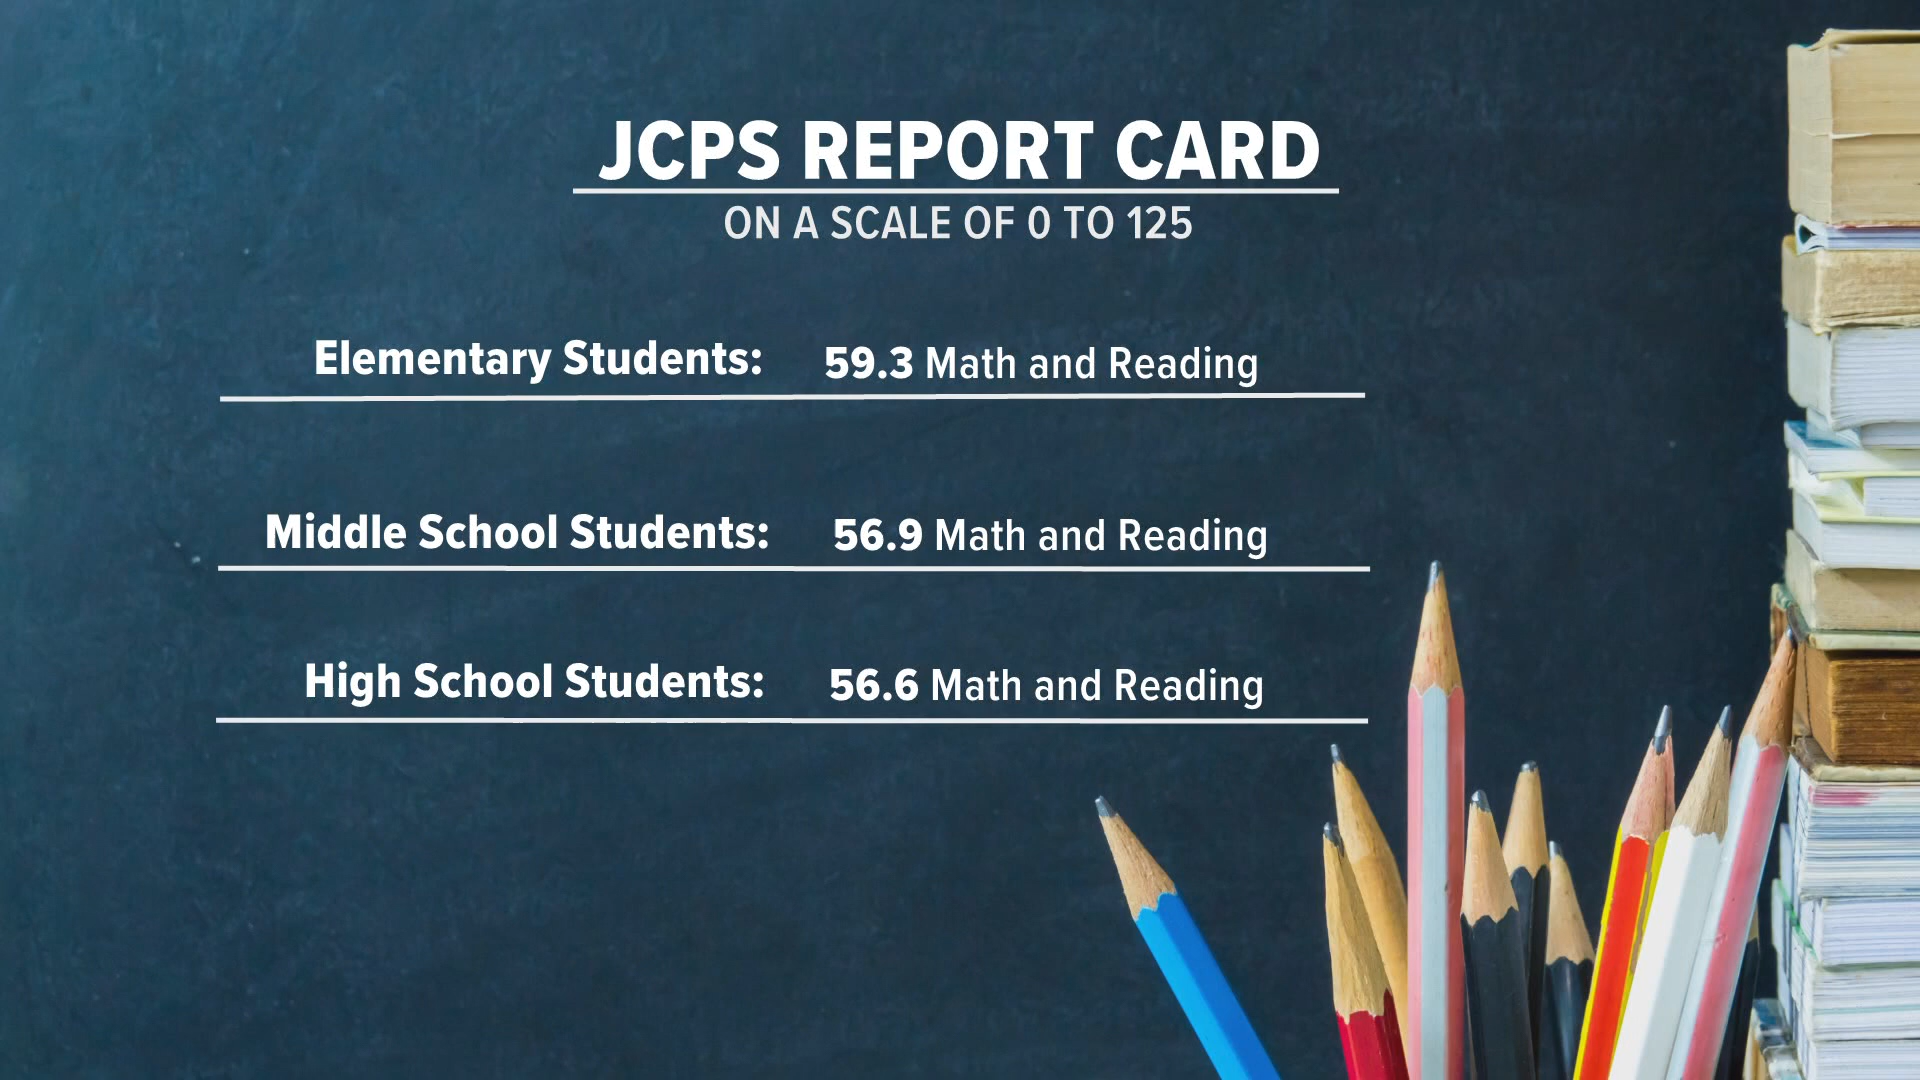 JCPS REPORT CARD
ON A SCALE OF 0 TO 125
Elementary Students: 59.3 Math and Reading
Middle School Students: 56.9 Math and Reading
High School Students: 56.6 Math and Reading